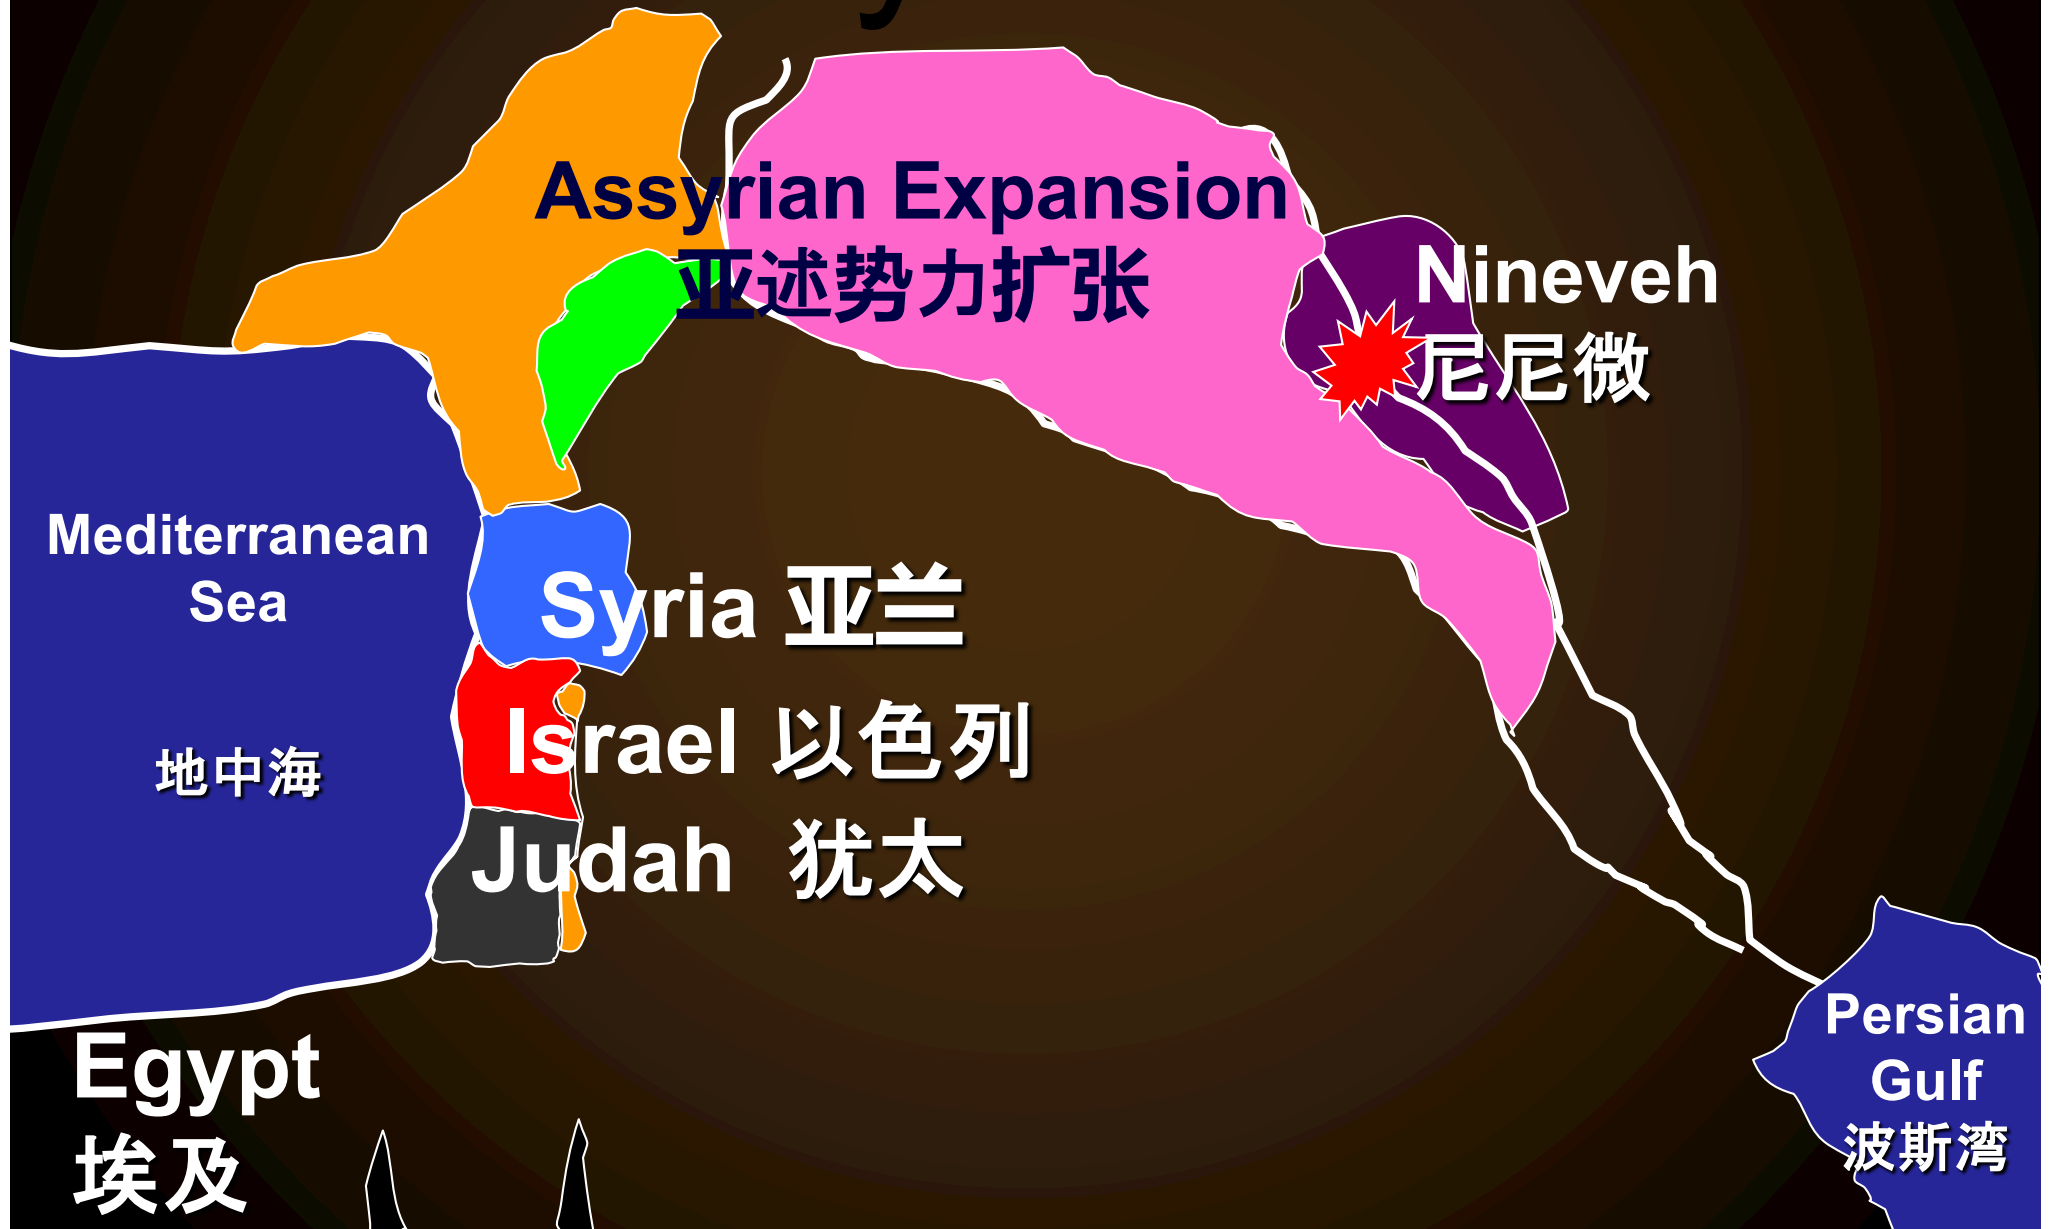 Assyrian Expansion
亚述势力扩张
Nineveh
尼尼微
Mediterranean
Sea
地中海
Syria 亚兰
Israel 以色列
Judah 犹太
Egypt
埃及
Persian
Gulf
波斯湾